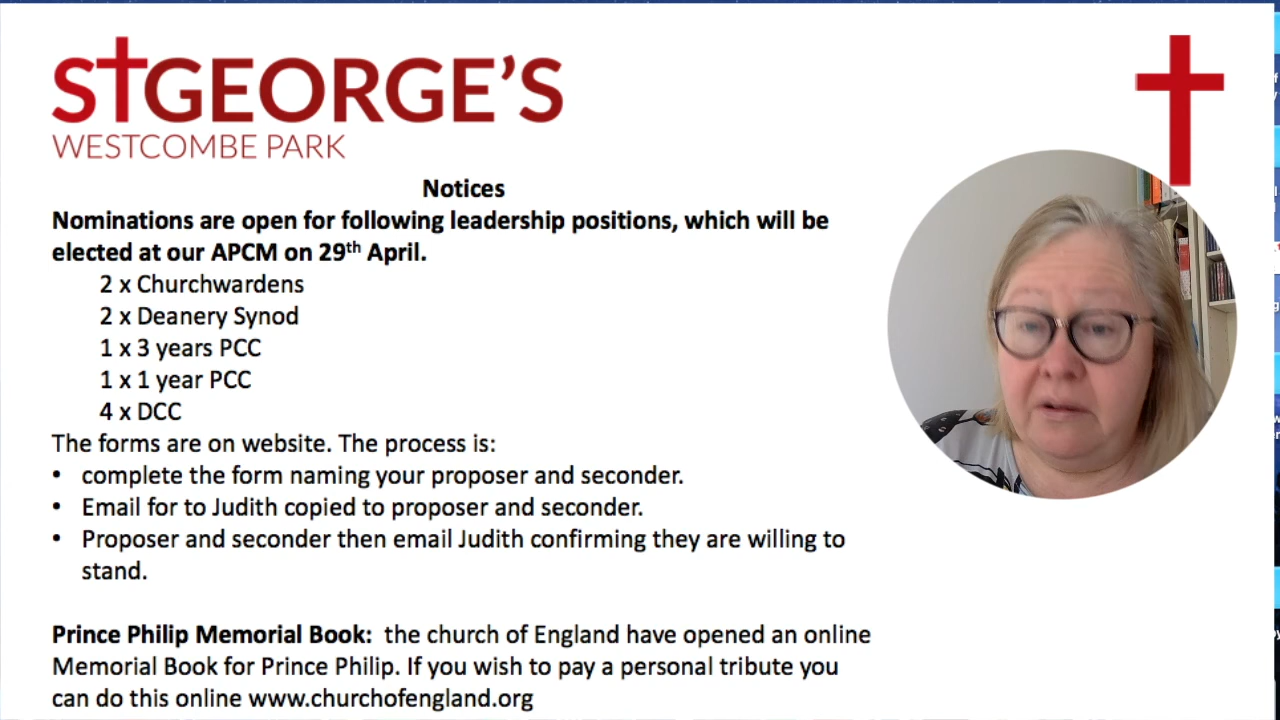 STGEORGE'S
WESTCOMBE PARK
Notices
Nominations are open for following leadership positions, which will be
elected at our APCM on 29th April.
2 x Churchwardens
2 x Deanery Synod
1 x 3 years PCC
1 x 1 year PCC
4 x DCC
The forms are on website. The process is:
• complete the form naming your proposer and seconder.
• Email for to Judith copied to proposer and seconder.
• Proposer and seconder then email Judith confirming they are willing to
stand.
Prince Philip Memorial Book:  the church of England have opened an online
Memorial Book for Prince Philip. If you wish to pay a personal tribute you
can do this online www.churchofengland.org